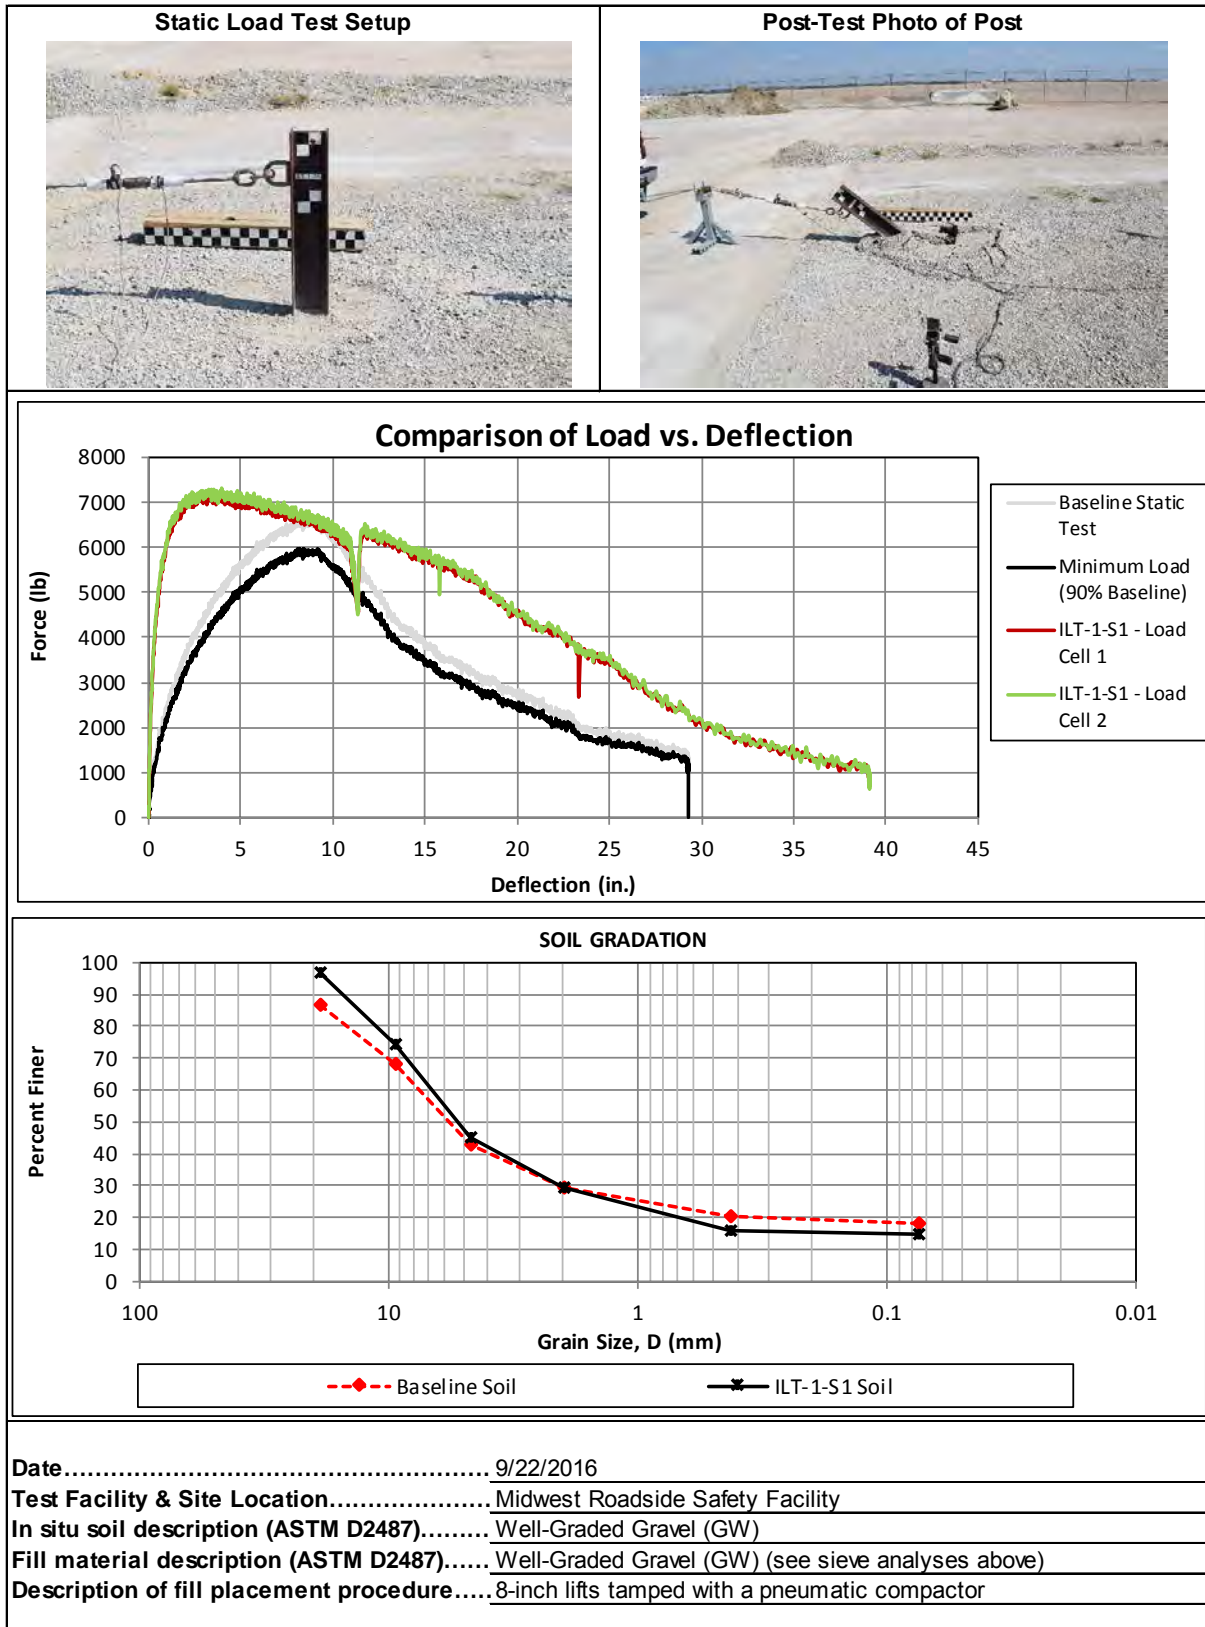 Static Load Test Setup
Post-Test Photo of Post
Comparison of Load vs. Deflection
Force (lb)
8000
7000
6000
5000
4000
3000
2000
1000
0
0 5 10 15 20 25 30 35 40 45
Deflection (in.)
Baseline Static
Test
Minimum Load
(90% Baseline)
ILT-1-S1 - Load
Cell 1
ILT-1-S1 - Load
Cell 2
SOIL GRADATION
Percent Finer
100
90
80
70
60
50
40
30
20
10
0
100 10 1 0.1 0.01
Grain Size, D (mm)
Baseline Soil
ILT-1-S1 Soil
Date....................................................... 9/22/2016
Test Facility & Site Location..................... Midwest Roadside Safety Facility
In situ soil description (ASTM D2487)......... Well-Graded Gravel (GW)
Fill material description (ASTM D2487)...... Well-Graded Gravel (GW) (see sieve analyses above)
Description of fill placement procedure..... 8-inch lifts tamped with a pneumatic compactor